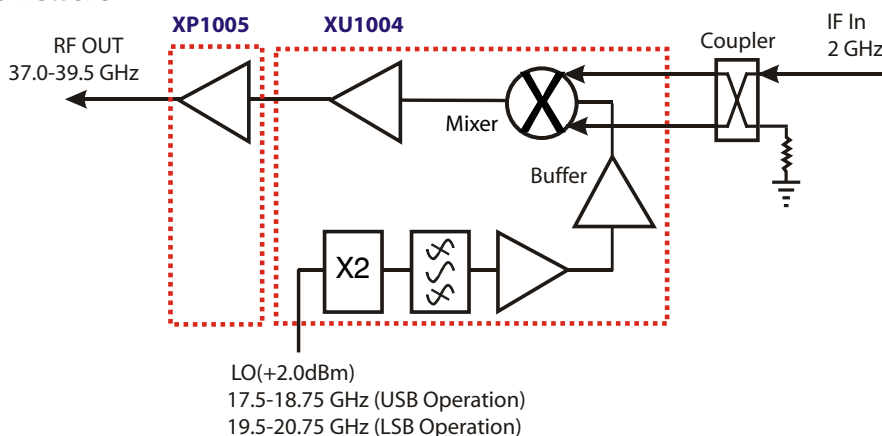 XP1005
XU1004
RF OUT
37.0-39.5 GHz
Coupler
IF In
2 GHz
Mixer
Buffer
X2
LO(+2.0dBm)
17.5-18.75 GHz (USB Operation)
19.5-20.75 GHz (LSB Operation)